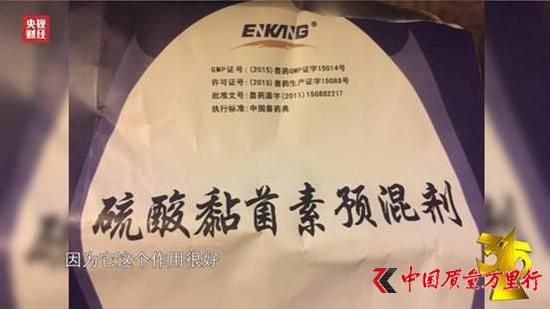 央视
财经
ENKANG
GMP证号:(2015)兽药GMP证字15014号
许可证号:(2015)兽药生产证字15088号
批准文号:兽药添字(2011)150882217
执行标准:中国兽药典
硫酸黏菌素预混剂
因为它这个作用很好
315
中国质量万里行